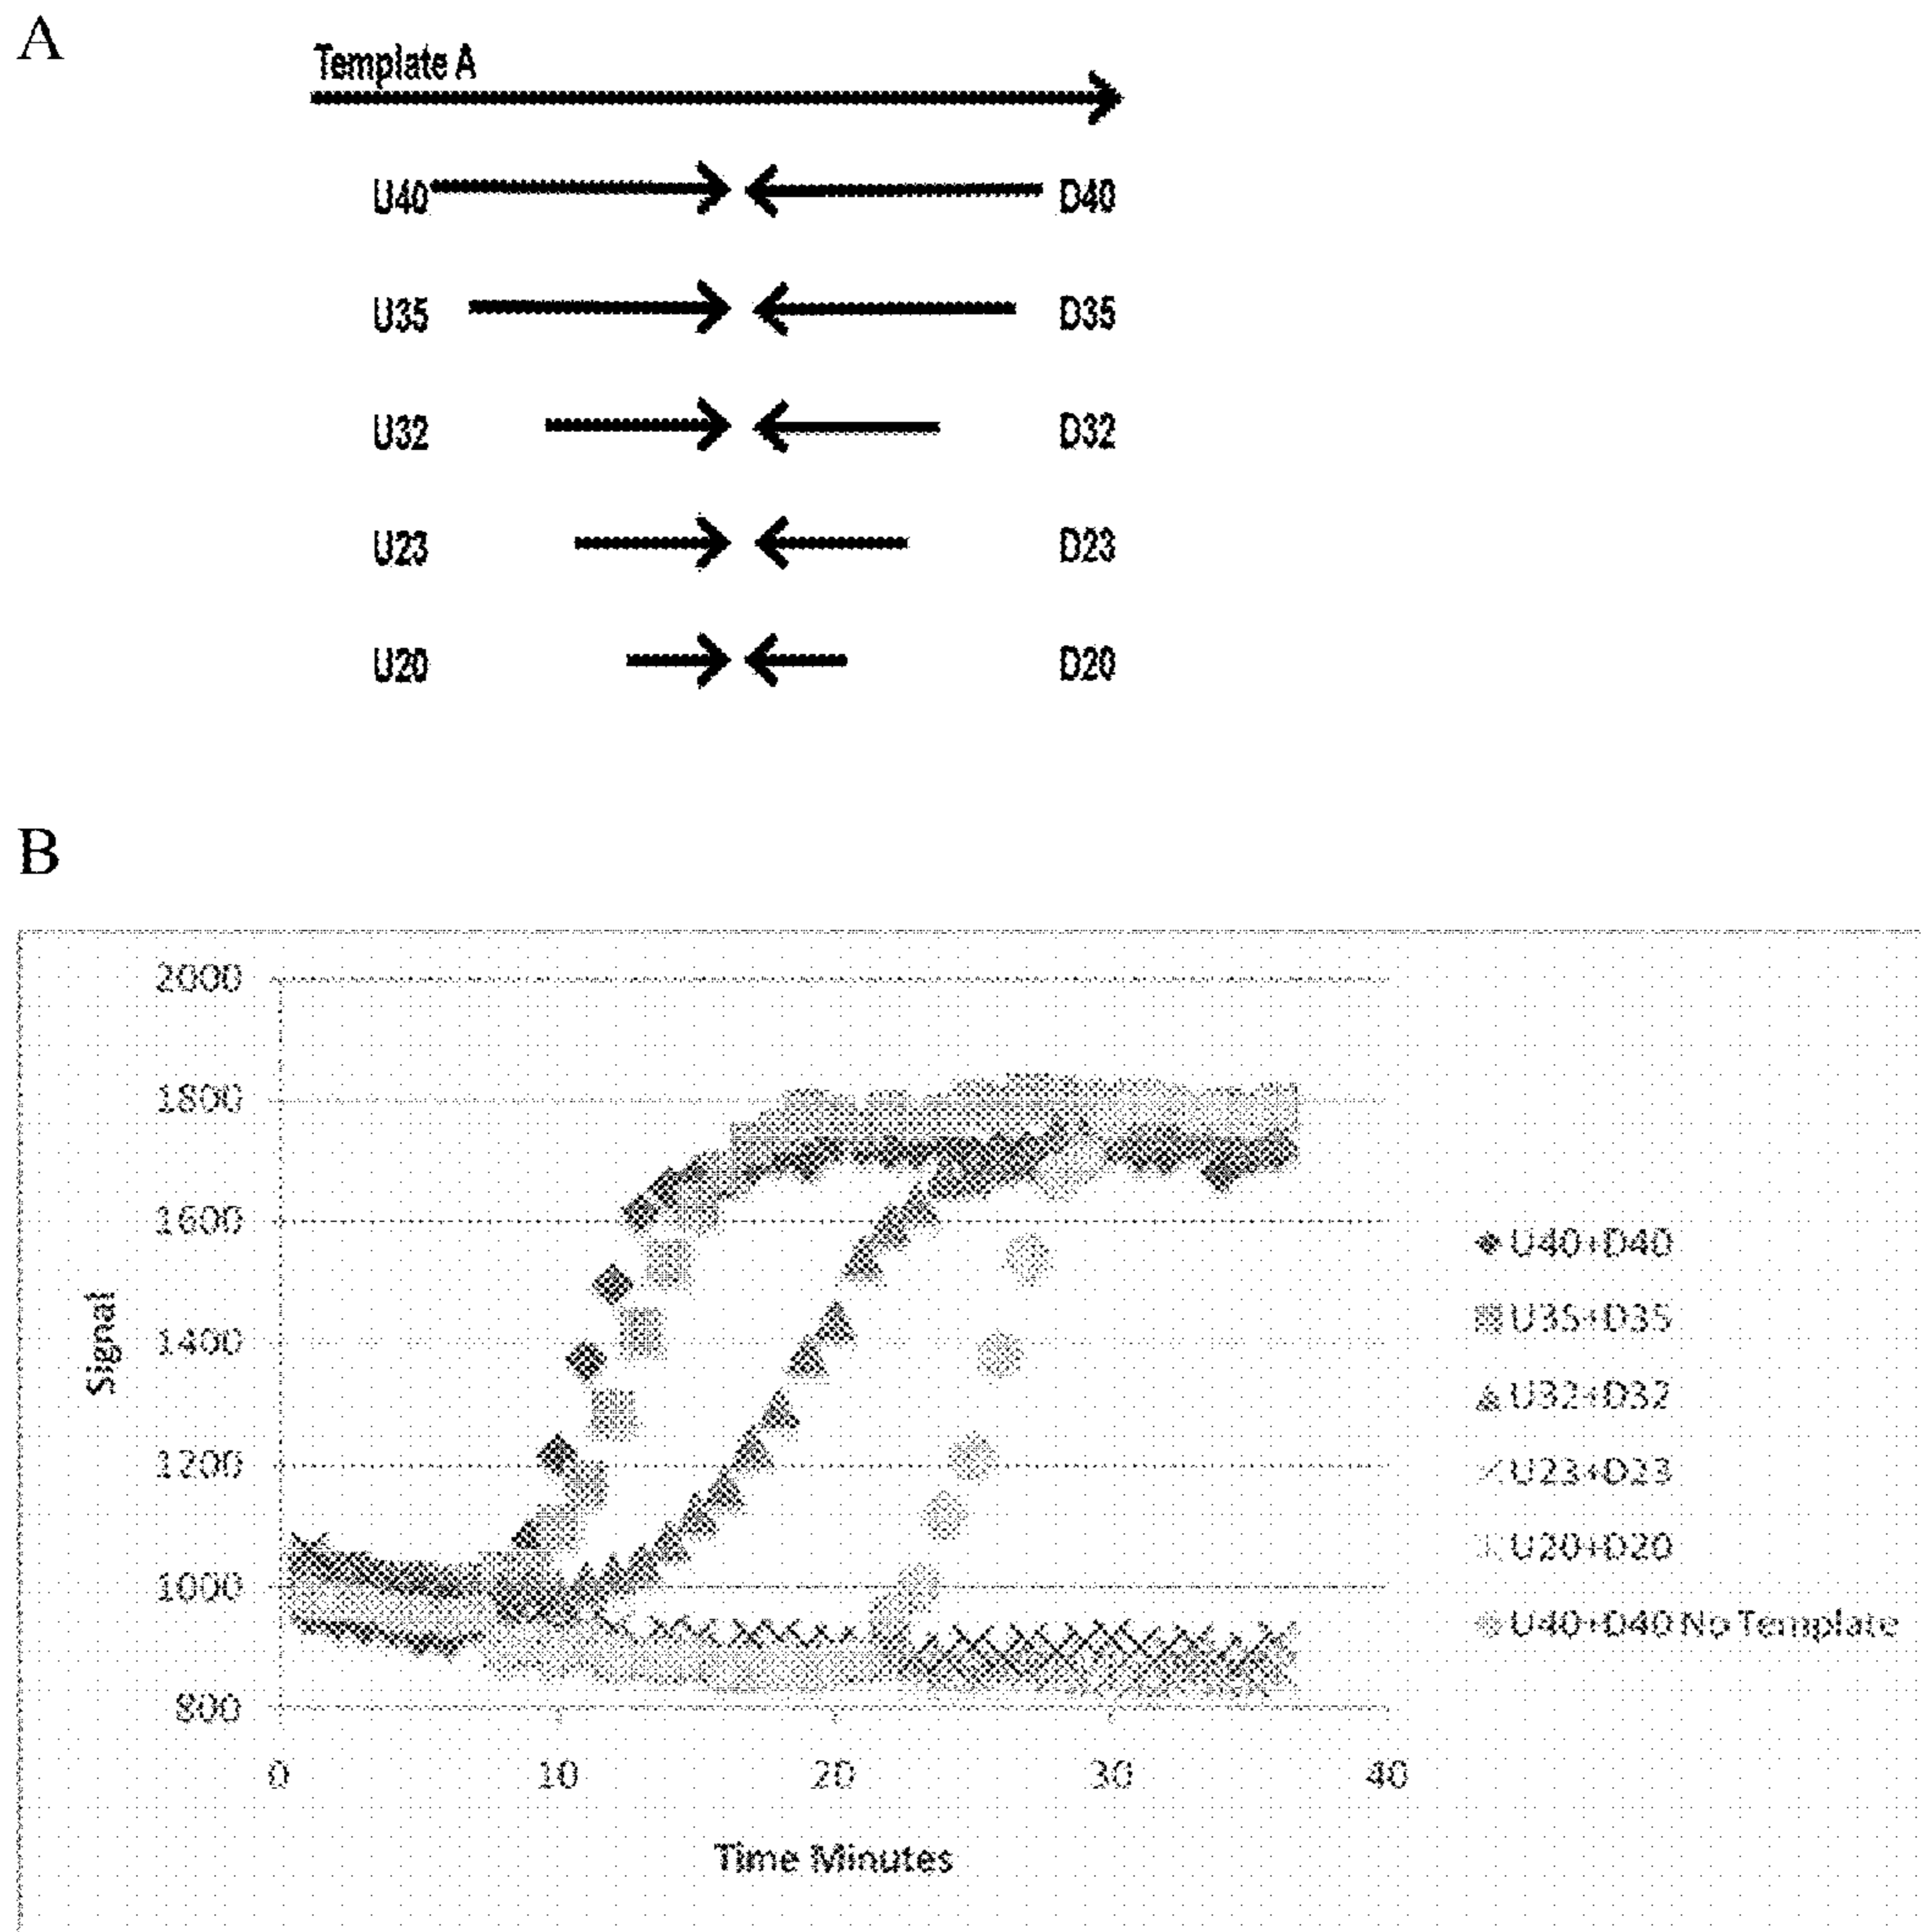 A
Template A
U40 D40
U35 D35
U32 D32
U23 D23
U20 D20
B
2000
1800
1600
1400
1200
1000
800
Signal
0 10 20 30 40
Time Minutes
U40+D40
U35+D35
U32+D32
U23+D23
U20+D20
U40+D40 No Template